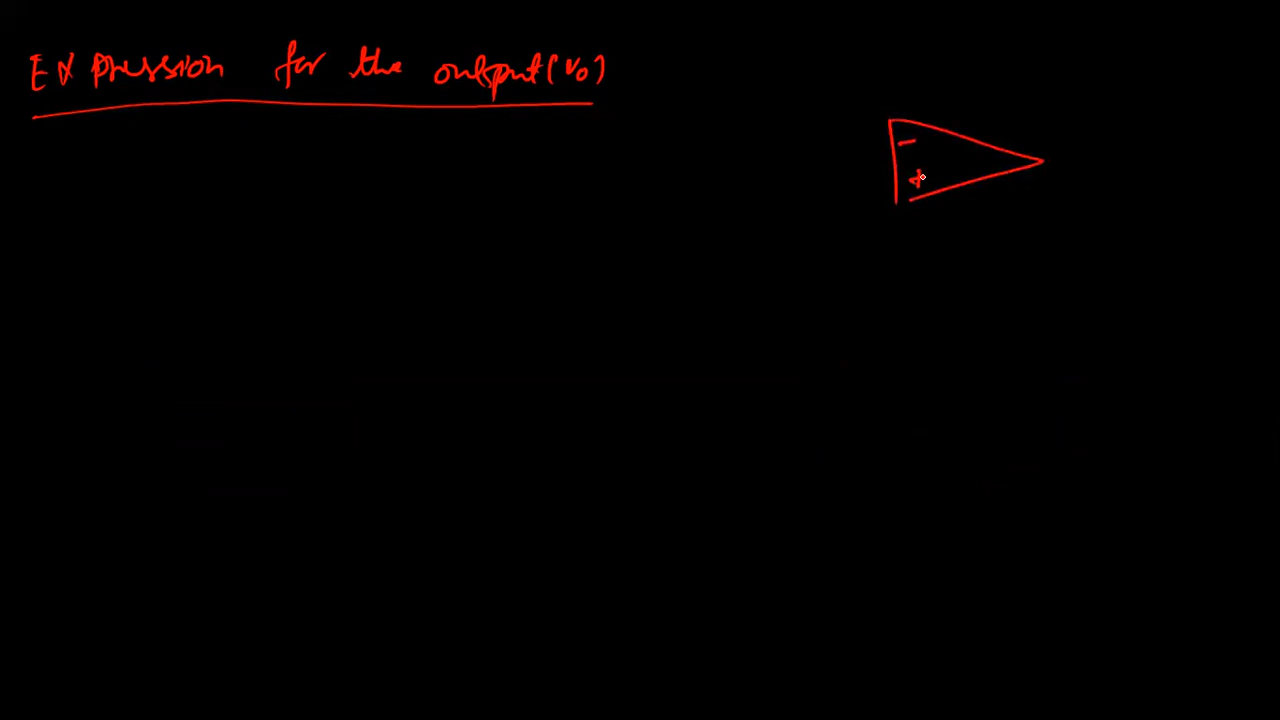 Expression for the output (vo)
-
+